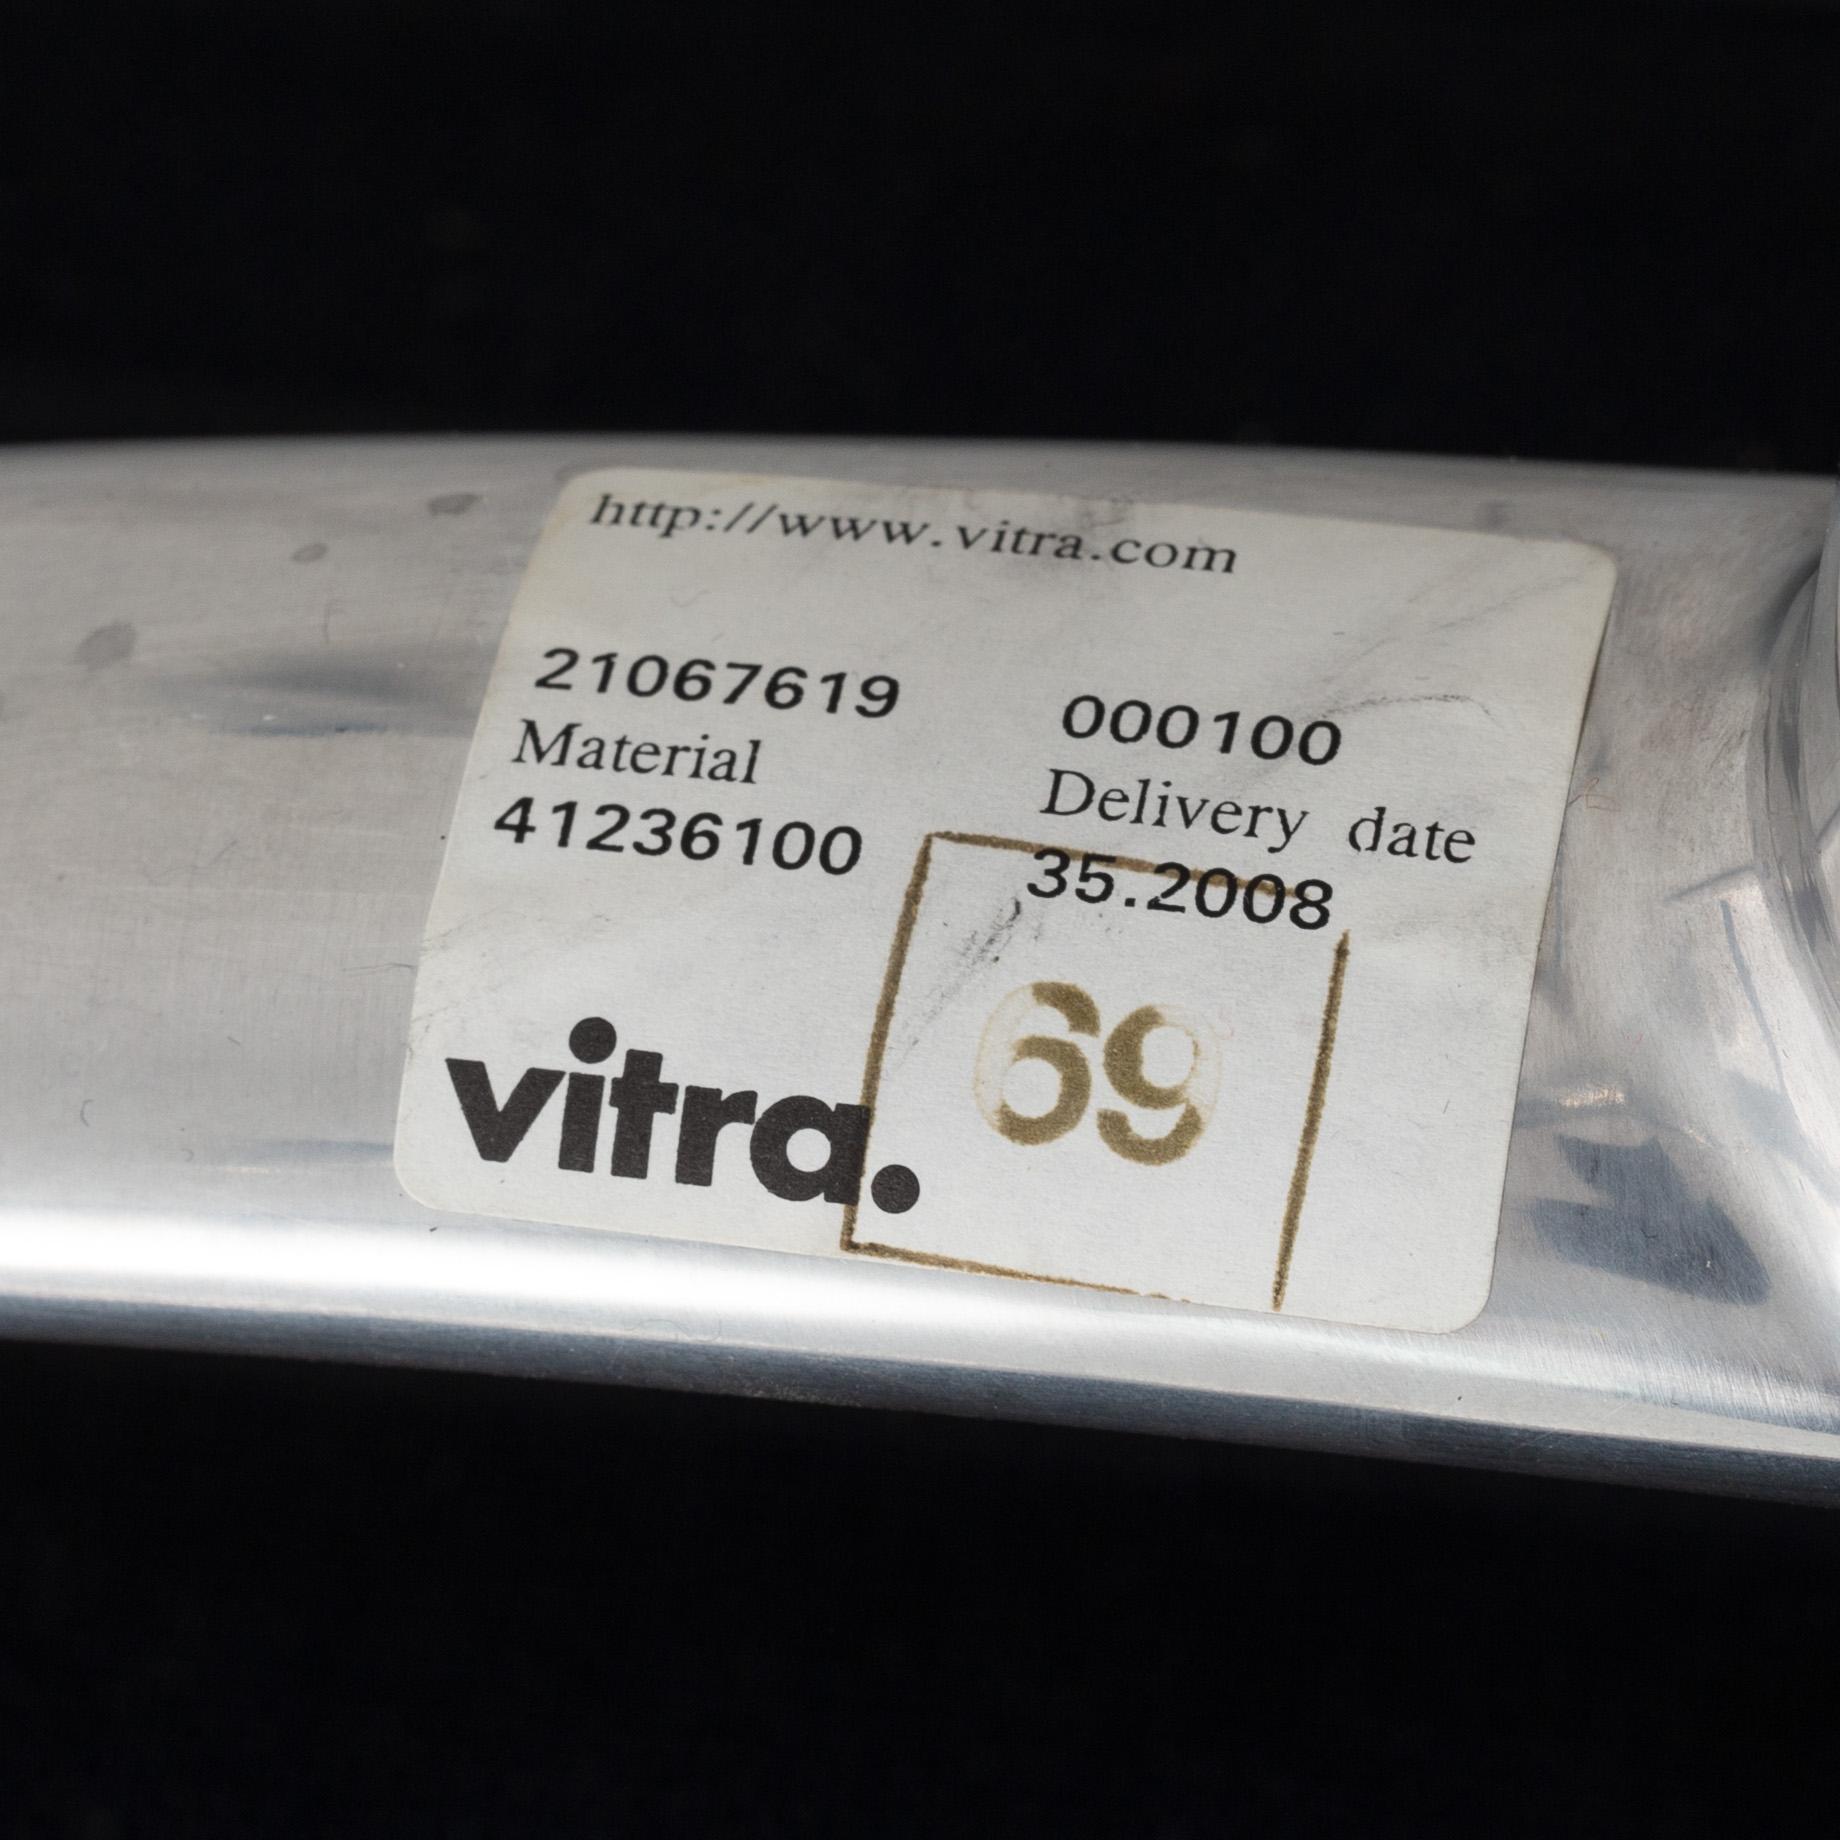 http://www.vitra.com
21067619 000100
Material Delivery date
41236100 35.2008
69
vitra.